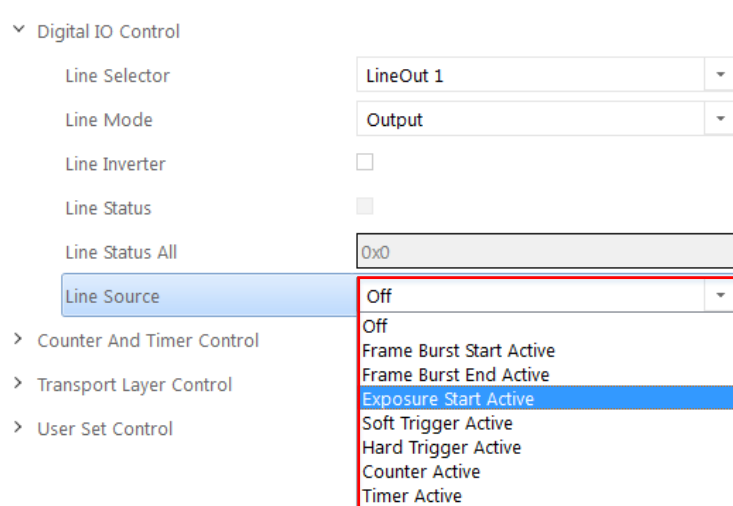 Digital IO Control
Line Selector LineOut 1
Line Mode Output
Line Inverter
Line Status
Line Status All 0x0
Line Source Off
Off
Counter And Timer Control
Frame Burst Start Active
Frame Burst End Active
Transport Layer Control
Exposure Start Active
Soft Trigger Active
User Set Control
Hard Trigger Active
Counter Active
Timer Active